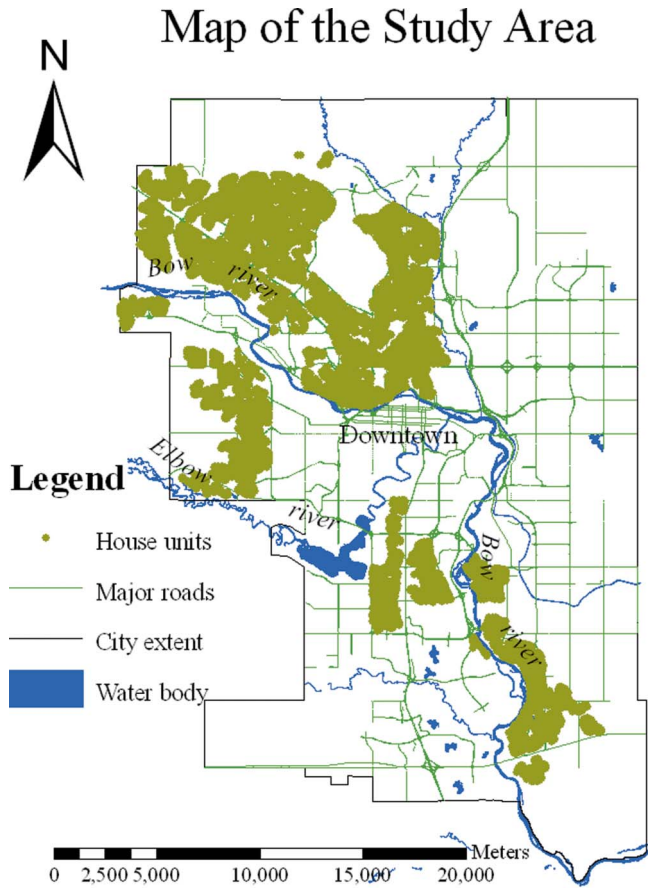 Map of the Study Area
N
Bow
river
Downtown
Elbow
river
Legend
House units
Major roads
City extent
Water body
Bow
river
Meters
0 2,500 5,000 10,000 15,000 20,000